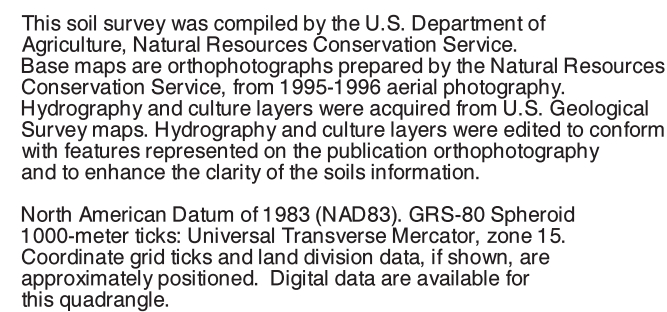 This soil survey was compiled by the U.S. Department of
Agriculture, Natural Resources Conservation Service.
Base maps are orthophotographs prepared by the Natural Resources
Conservation Service, from 1995-1996 aerial photography.
Hydrography and culture layers were acquired from U.S. Geological
Survey maps. Hydrography and culture layers were edited to conform
with features represented on the publication orthophotography
and to enhance the clarity of the soils information.

North American Datum of 1983 (NAD83). GRS-80 Spheroid
1000-meter ticks: Universal Transverse Mercator, zone 15.
Coordinate grid ticks and land division data, if shown, are
approximately positioned.  Digital data are available for
this quadrangle.